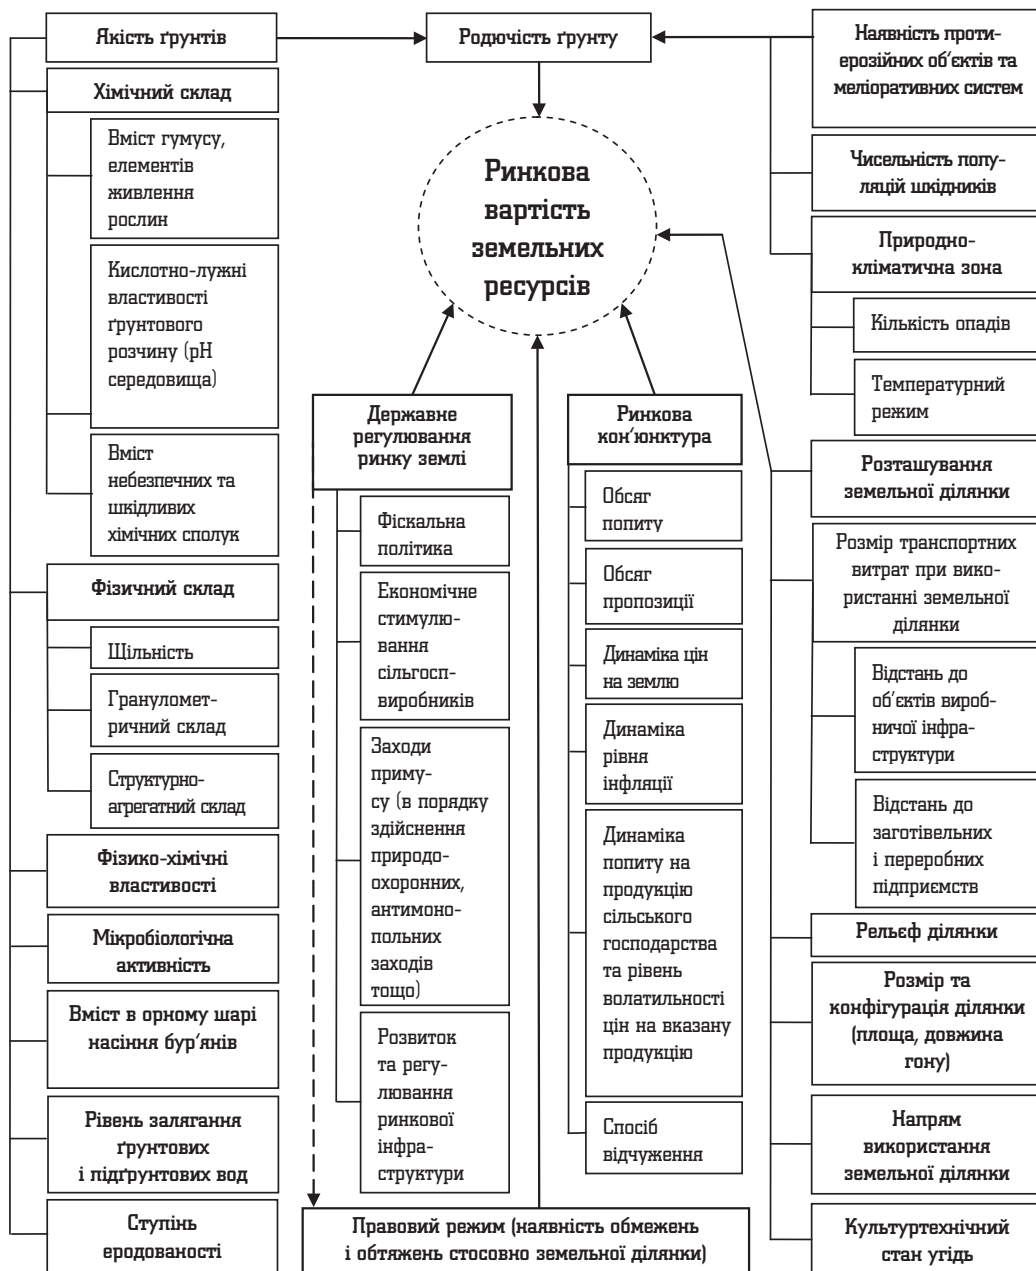 Якість ґрунтів
Хімічний склад
Вміст гумусу,
елементів
живлення
рослин
Кислотно-лужні
властивості
ґрунтового
розчину (рН
середовища)
Вміст
небезпечних та
шкідливих
хімічних сполук
Фізичний склад
Щільність
Грануломет-
ричний склад
Структурно-
агрегатний склад
Фізико-хімічні
властивості
Мікробіологічна
активність
Вміст в орному шарі
насіння бур’янів
Рівень залягання
ґрунтових
і підґрунтових вод
Ступінь
еродованості
Родючість ґрунту
Ринкова
вартість
земельних
ресурсів
Державне
регулювання
ринку землі
Фіскальна
політика
Економічне
стимулю-
вання
сільгосп-
виробників
Заходи
приму-
су (в порядку
здійснення
природо-
охоронних,
антимоно-
польних
заходів
тощо)
Розвиток
та регу-
лювання
ринкової
інфра-
структури
Ринкова
кон’юнктура
Обсяг
попиту
Обсяг
пропозиції
Динаміка цін
на землю
Динаміка
рівня
інфляції
Динаміка
попиту на
продукцію
сільського
господарства
та рівень
волатильності
цін на вказану
продукцію
Спосіб
відчуження
Правовий режим (наявність обмежень
і обтяжень стосовно земельної ділянки)
Наявність проти-
ерозійних об’єктів та
меліоративних систем
Чисельність попу-
ляцій шкідників
Природно-
кліматична зона
Кількість опадів
Температурний
режим
Розташування
земельної ділянки
Розмір транспортних
витрат при вико-
ристанні земельної
ділянки
Відстань до
об’єктів вироб-
ничої інфра-
структури
Відстань до
заготівельних
і переробних
підприємств
Рельєф ділянки
Розмір та
конфігурація ділянки
(площа, довжина
гону)
Напрям
використання
земельної ділянки
Культуртехнічний
стан угідь